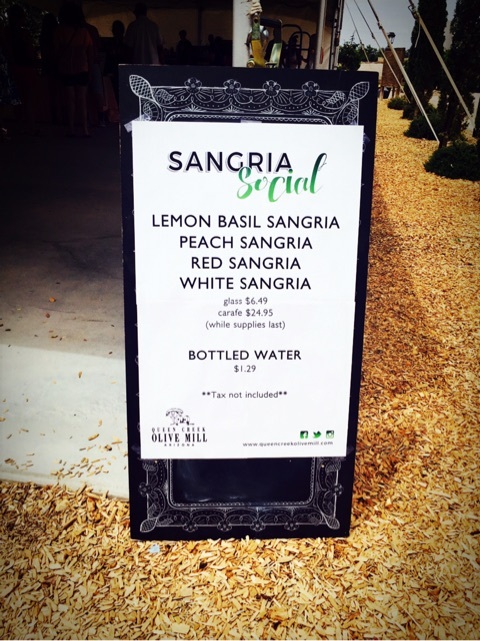 SANGRIA
Social
LEMON BASIL SANGRIA
PEACH SANGRIA
RED SANGRIA
WHITE SANGRIA
glass $6.49
carafe $24.95
(while supplies last)
BOTTLED WATER
$1.29
**Tax not included**
QUEEN CREEK
OLIVE MILL
ARIZONA
www.queencreekolivemill.com